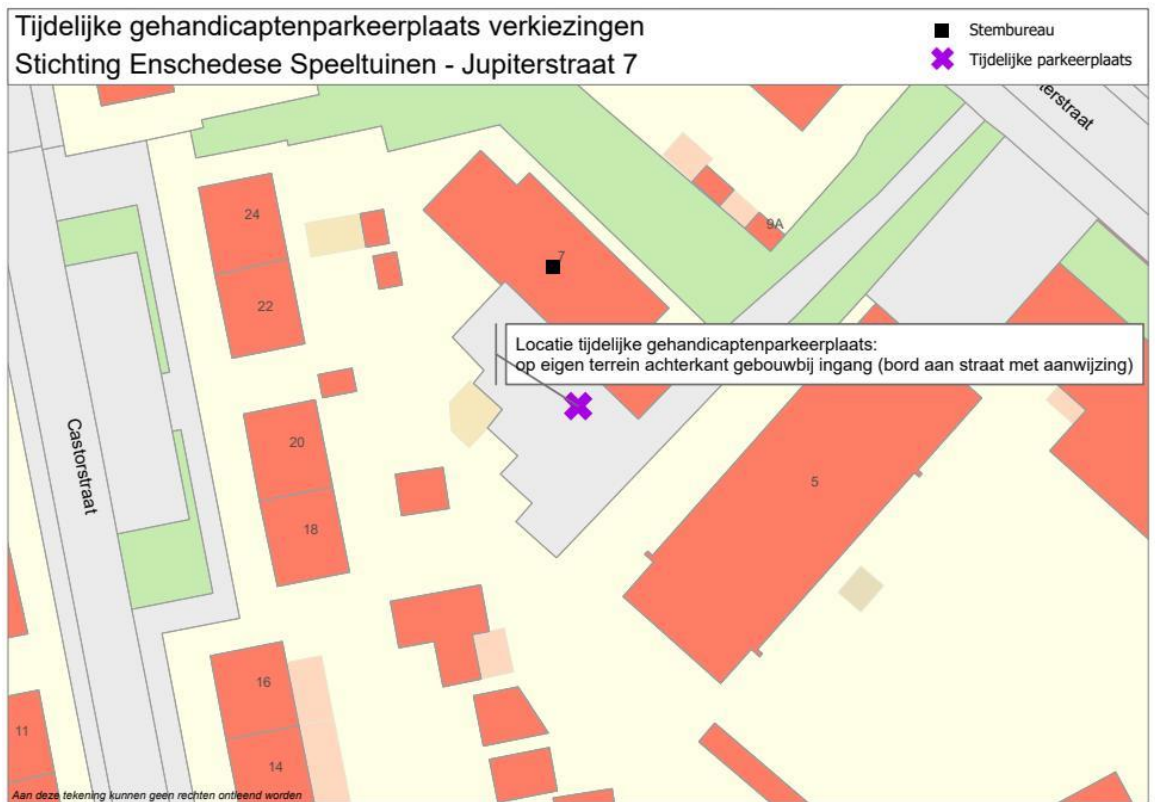 Tijdelijke gehandicaptenparkeerplaats verkiezingen
Stichting Enschedese Speeltuinen - Jupiterstraat 7
Stembureau
Tijdelijke parkeerplaats
terstraat
24
9A
7
22
Locatie tijdelijke gehandicaptenparkeerplaats:
op eigen terrein achterkant gebouwbij ingang (bord aan straat met aanwijzing)
Castorstraat
20
5
18
16
11
14
Aan deze tekening kunnen geen rechten ontleend worden